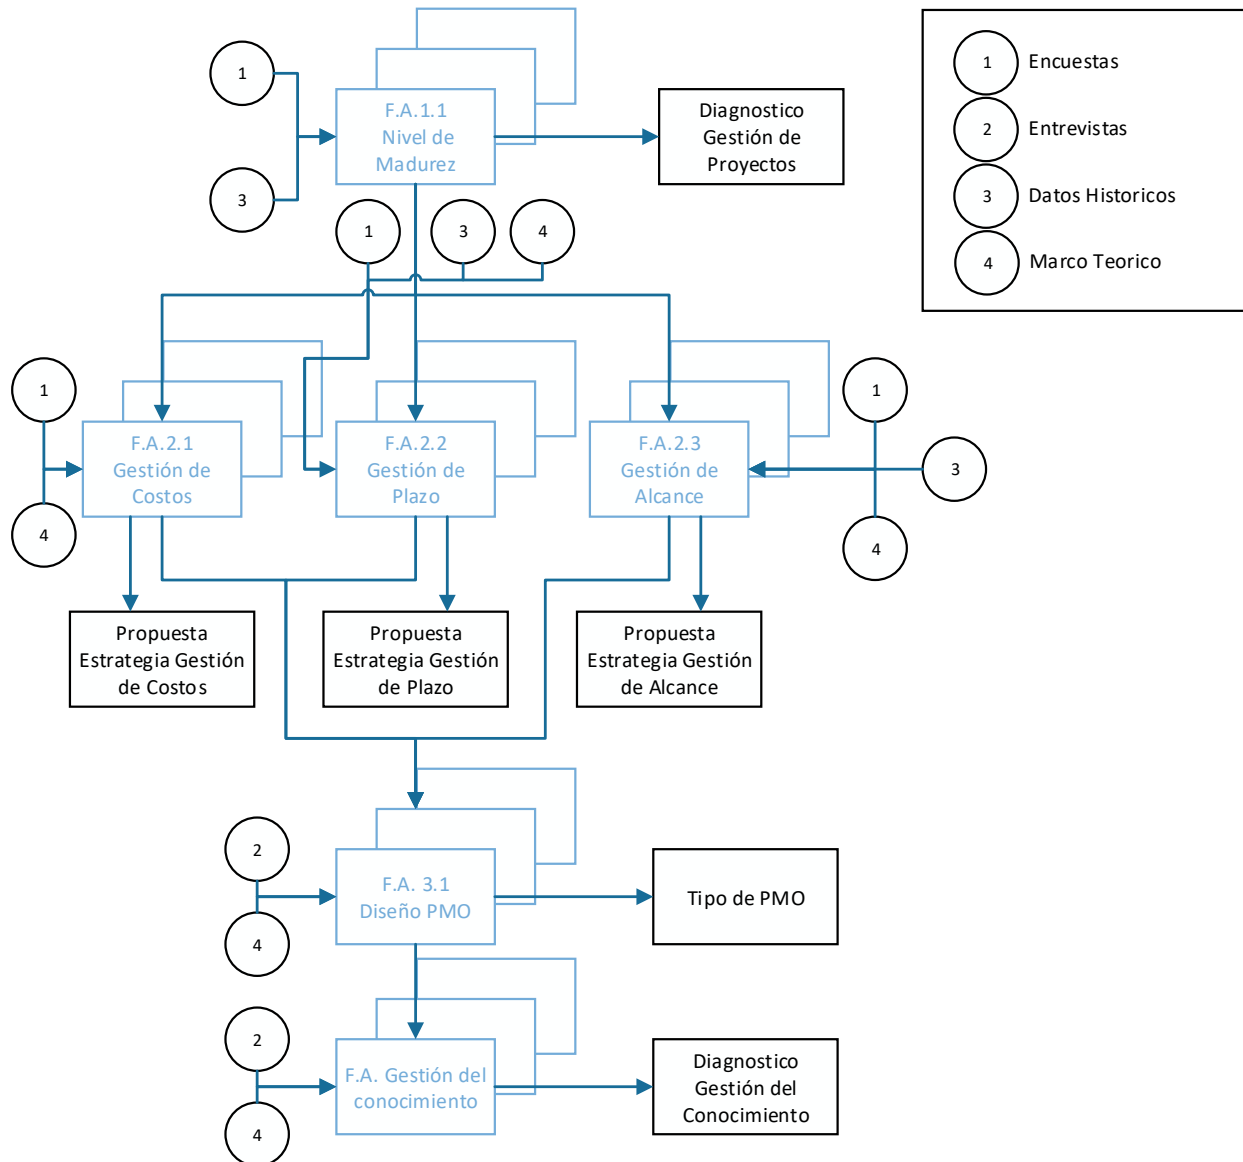 1
F.A.1.1
Nivel de
Madurez
3
Diagnostico
Gestión de
Proyectos
1 Encuestas
2 Entrevistas
3 Datos Historicos
4 Marco Teorico
1
3
4
1
4
F.A.2.1
Gestión de
Costos
F.A.2.2
Gestión de
Plazo
F.A.2.3
Gestión de
Alcance
1
3
4
Propuesta
Estrategia Gestión
de Costos
Propuesta
Estrategia Gestión
de Plazo
Propuesta
Estrategia Gestión
de Alcance
2
4
F.A. 3.1
Diseño PMO
Tipo de PMO
2
4
F.A. Gestión del
conocimiento
Diagnostico
Gestión del
Conocimiento